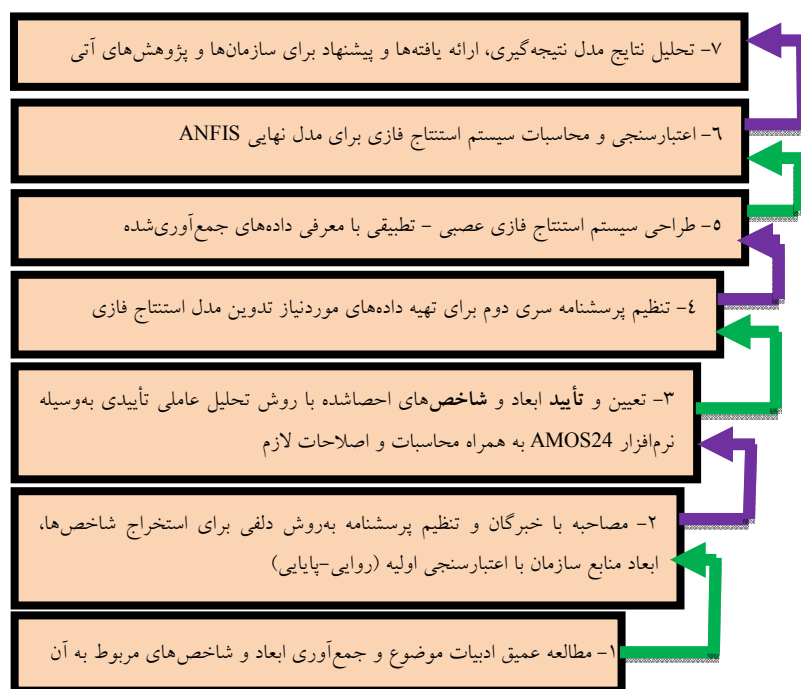 ۷- تحلیل نتایج مدل نتیجه‌گیری، ارائه یافته‌ها و پیشنهاد برای سازمان‌ها و پژوهش‌های آتی
٦- اعتبارسنجی و محاسبات سیستم استنتاج فازی برای مدل نهایی ANFIS
٥- طراحی سیستم استنتاج فازی عصبی – تطبیقی با معرفی داده‌های جمع‌آوری‌شده
٤- تنظیم پرسشنامه سری دوم برای تهیه داده‌های موردنیاز تدوین مدل استنتاج فازی
۳- تعیین و تأیید ابعاد و شاخص‌های احصاشده با روش تحلیل عاملی تأییدی به‌وسیله
نرم‌افزار AMOS24 به همراه محاسبات و اصلاحات لازم
۲- مصاحبه با خبرگان و تنظیم پرسشنامه به‌روش دلفی برای استخراج شاخص‌ها،
ابعاد منابع سازمان با اعتبارسنجی اولیه (روایی-پایایی)
۱- مطالعه عمیق ادبیات موضوع و جمع‌آوری ابعاد و شاخص‌های مربوط به آن